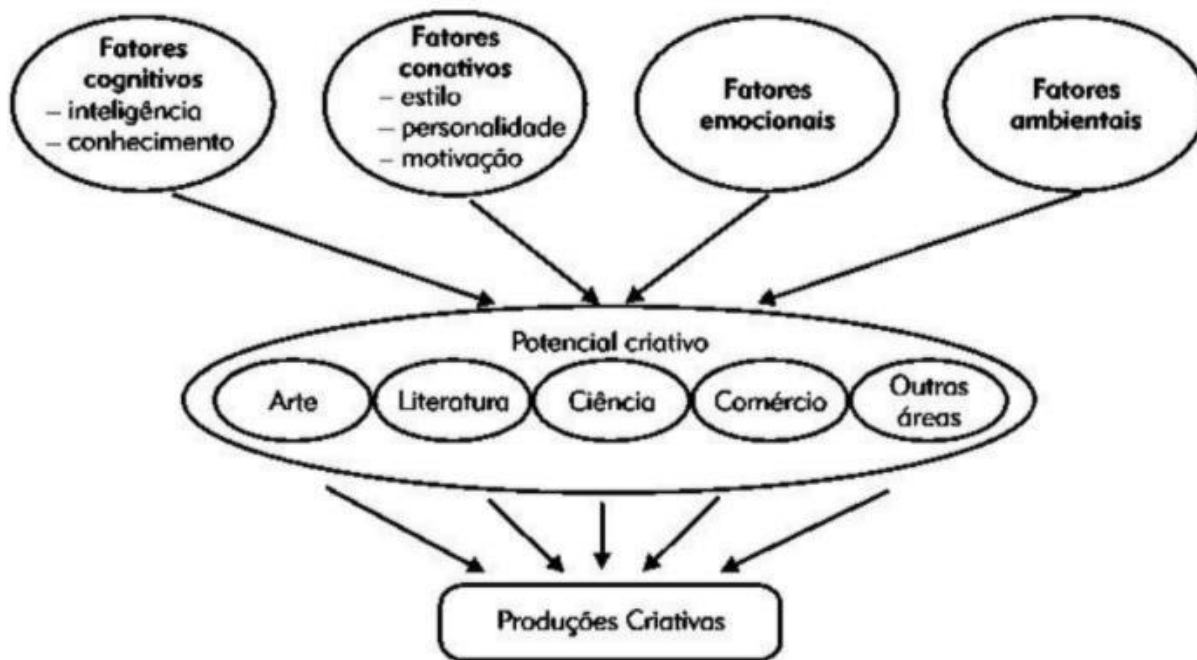 Fatores
cognitivos
– inteligência
– conhecimento
Fatores
conativos
– estilo
– personalidade
– motivação
Fatores
emocionais
Fatores
ambientais
Potencial criativo
Arte
Literatura
Ciência
Comércio
Outras
áreas
Produções Criativas